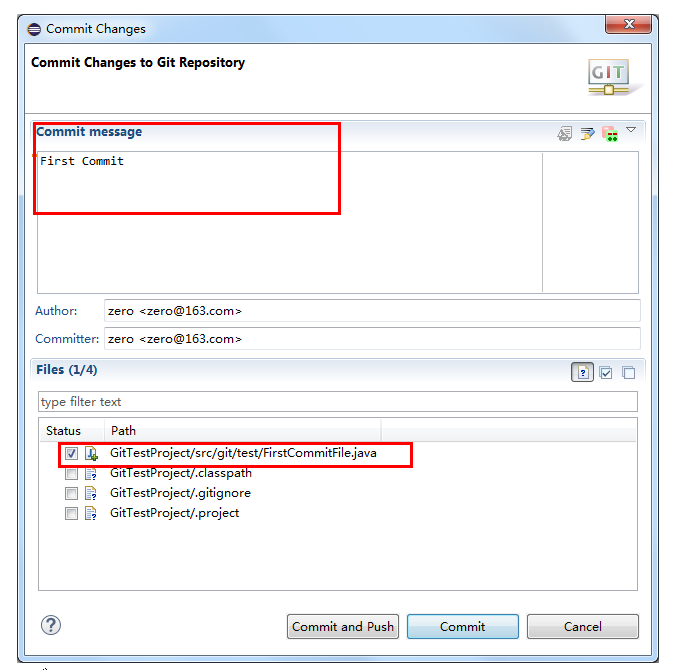 Commit Changes
Commit Changes to Git Repository
GIT
Commit message
First Commit
Author: zero <zero@163.com>
Committer: zero <zero@163.com>
Files (1/4)
type filter text
Status Path
GitTestProject/src/git/test/FirstCommitFile.java
GitTestProject/.classpath
GitTestProject/.gitignore
GitTestProject/.project
Commit and Push Commit Cancel